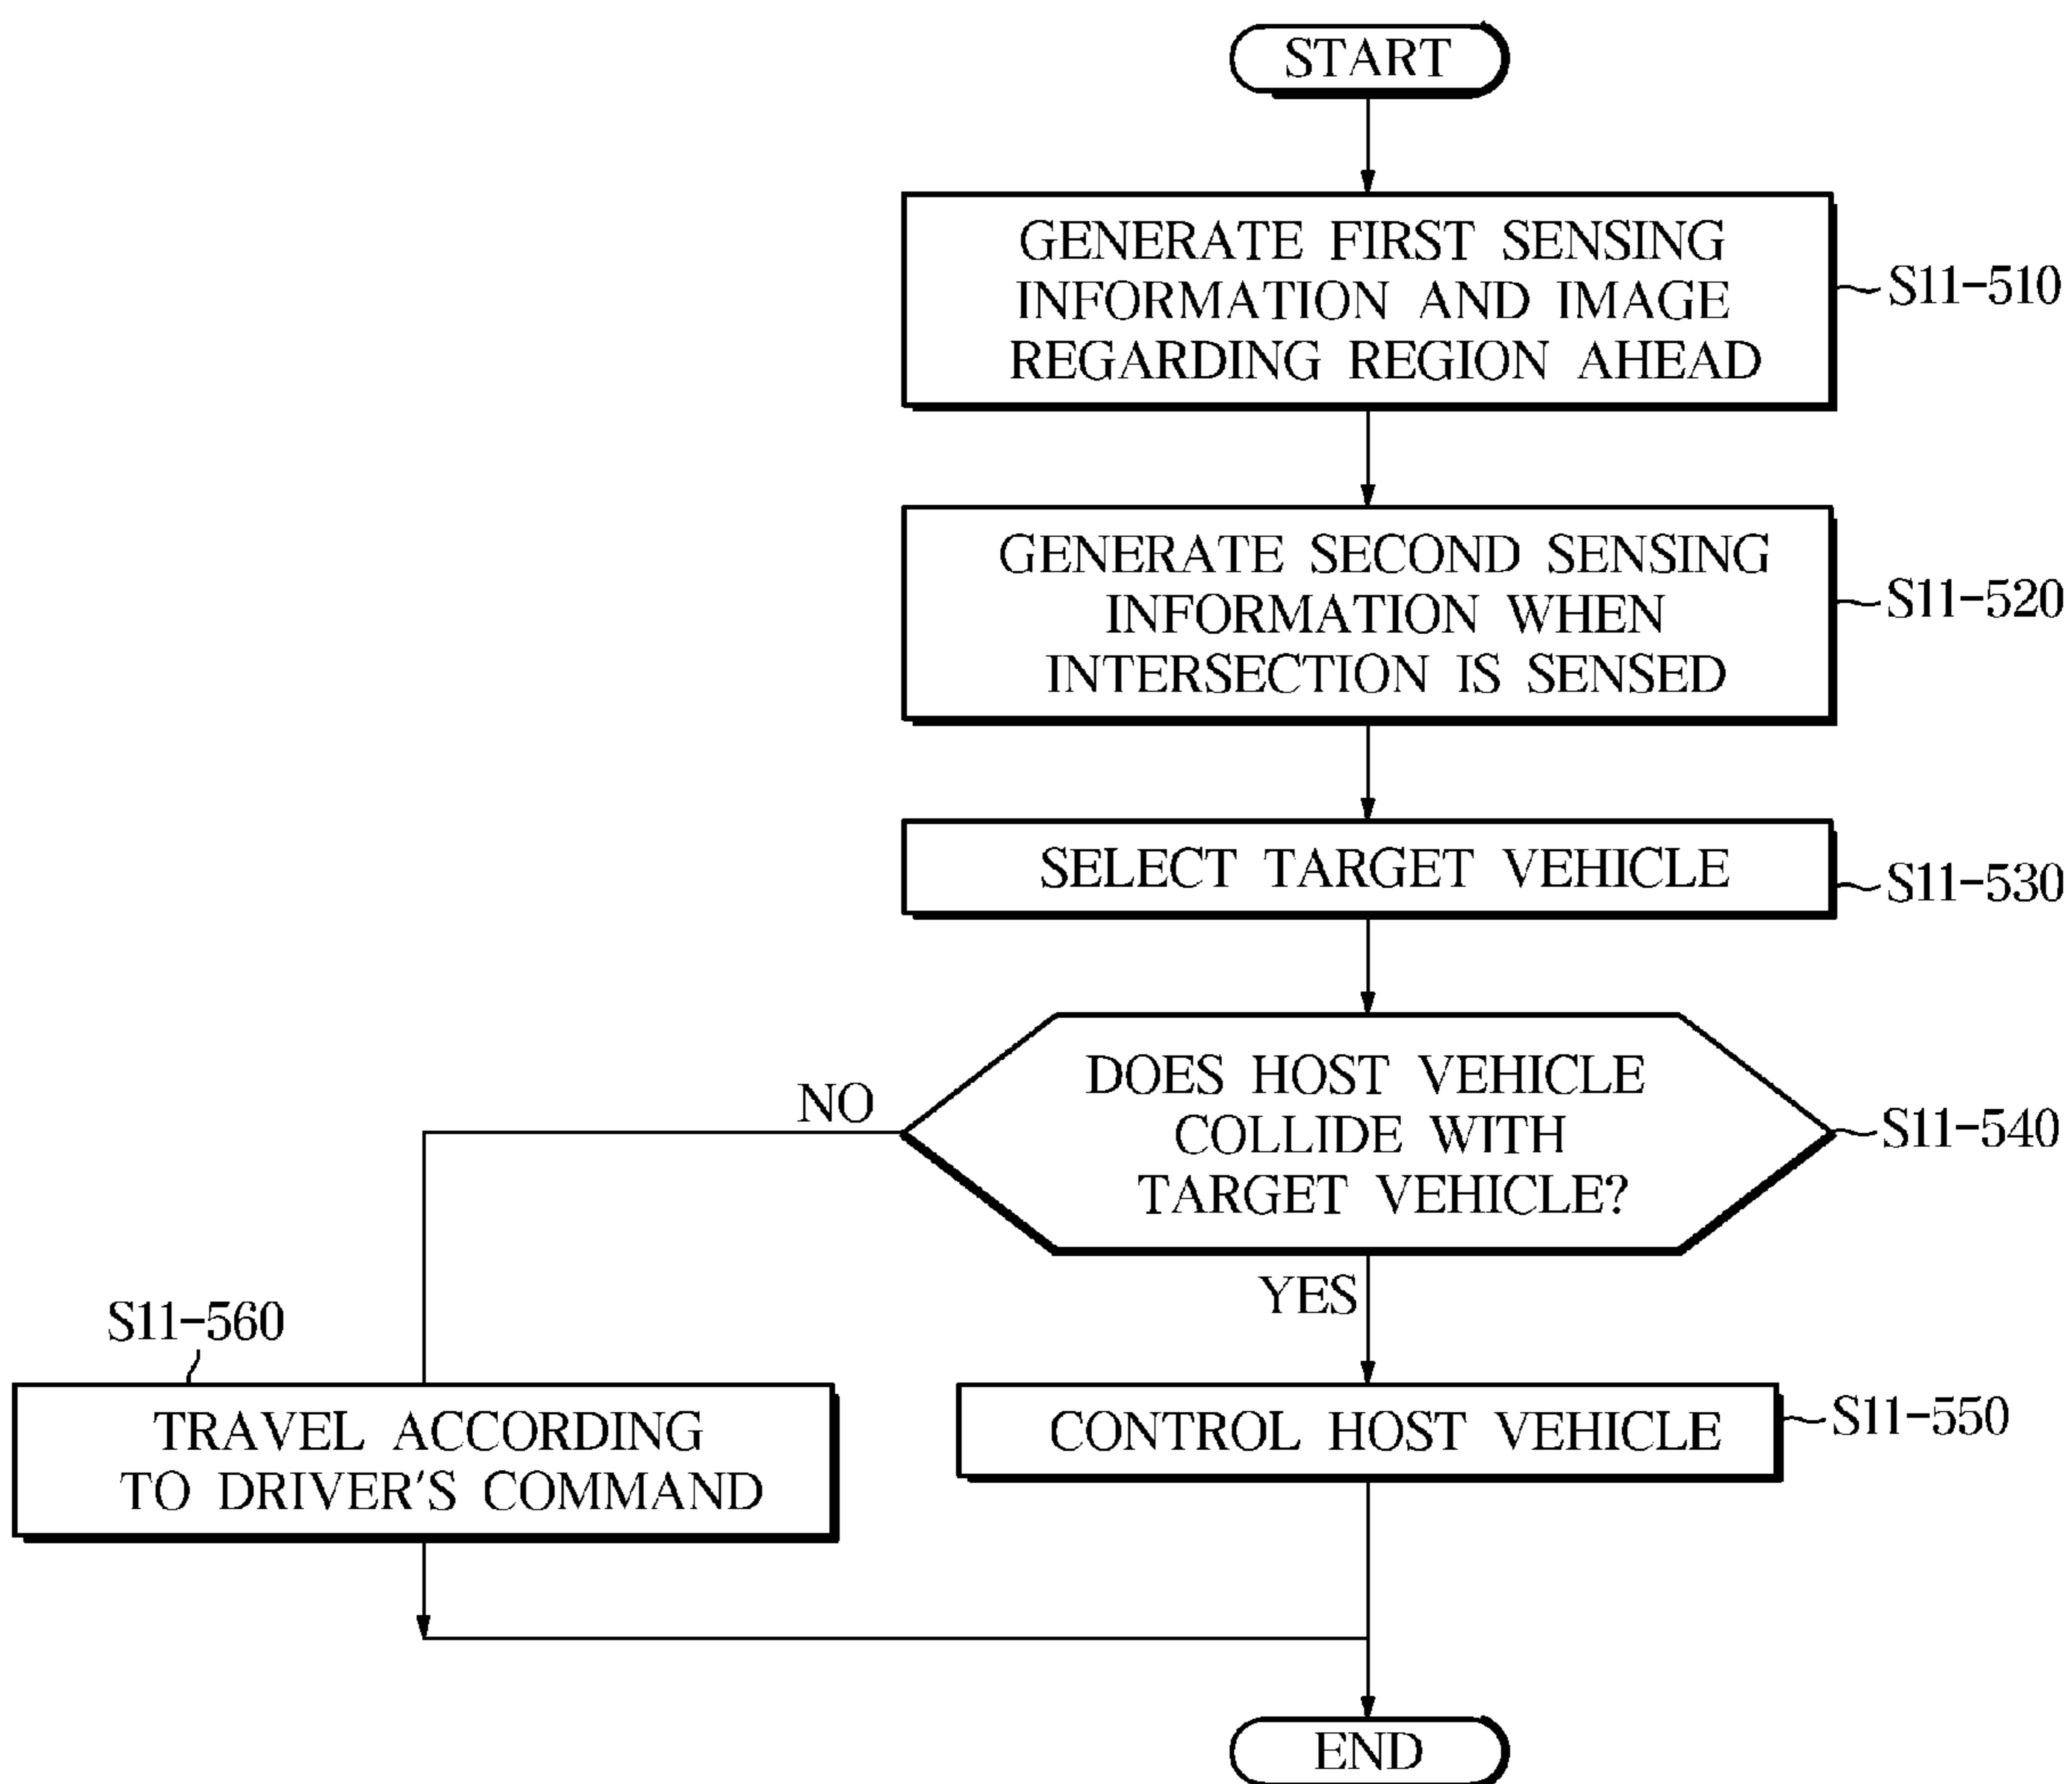 START
GENERATE FIRST SENSING
INFORMATION AND IMAGE
REGARDING REGION AHEAD
S11-510
GENERATE SECOND SENSING
INFORMATION WHEN
INTERSECTION IS SENSED
S11-520
SELECT TARGET VEHICLE
S11-530
DOES HOST VEHICLE
COLLIDE WITH
TARGET VEHICLE?
S11-540
NO
YES
S11-560
TRAVEL ACCORDING
TO DRIVER'S COMMAND
CONTROL HOST VEHICLE
S11-550
END